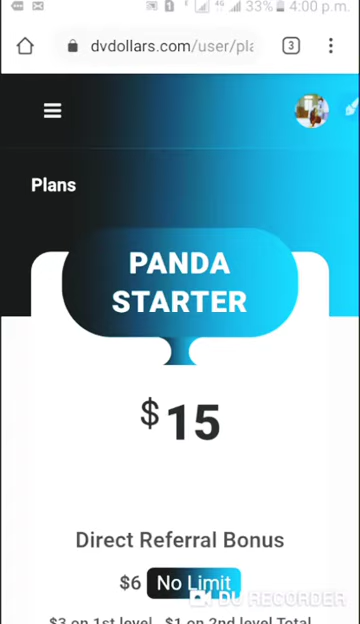 33% 4:00 p.m.
dvdollars.com/user/pla
3
Plans
PANDA
STARTER
$15
Direct Referral Bonus
$6 No Limit
DU RECORDER
$3 on 1st level, $1 on 2nd level Total